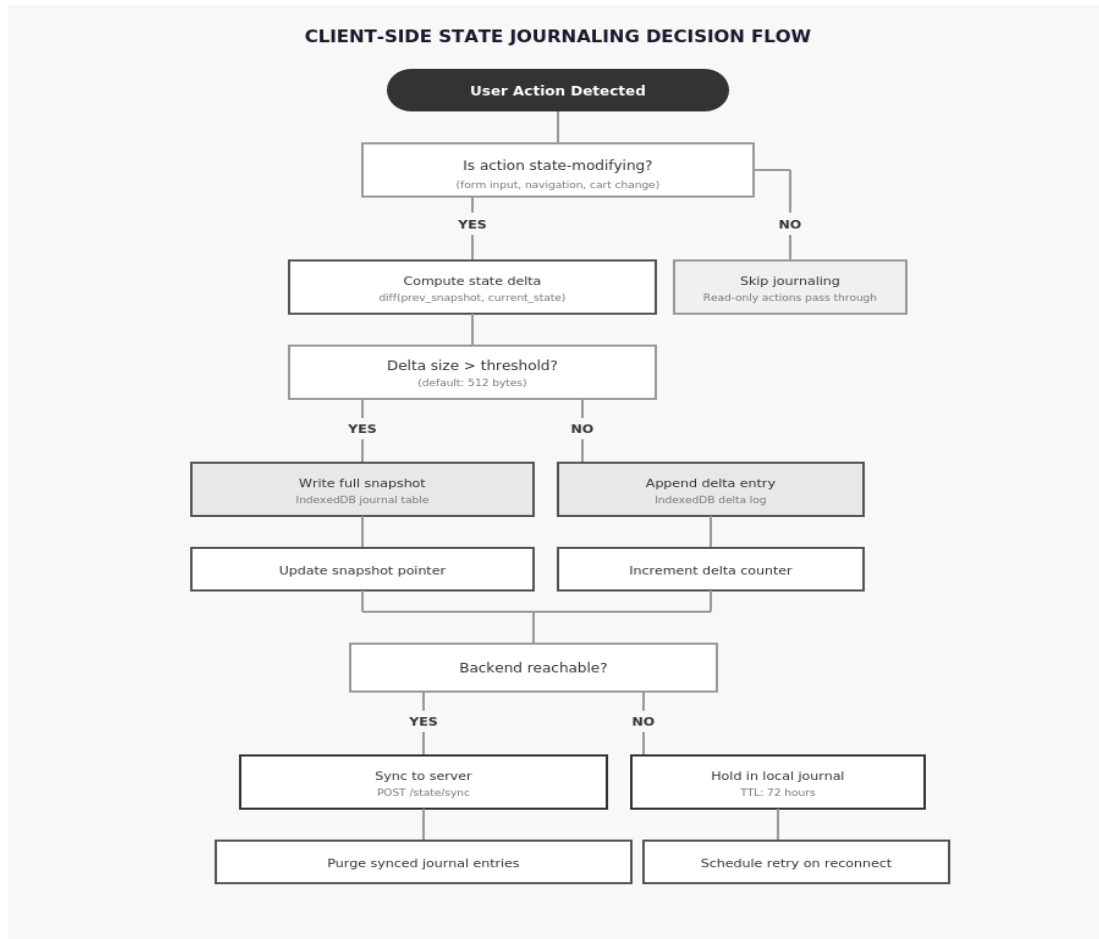 CLIENT-SIDE STATE JOURNALING DECISION FLOW
User Action Detected
Is action state-modifying?
(form input, navigation, cart change)
YES
NO
Compute state delta
diff(prev_snapshot, current_state)
Skip journaling
Read-only actions pass through
Delta size > threshold?
(default: 512 bytes)
YES
NO
Write full snapshot
IndexedDB journal table
Append delta entry
IndexedDB delta log
Update snapshot pointer
Increment delta counter
Backend reachable?
YES
NO
Sync to server
POST /state/sync
Hold in local journal
TTL: 72 hours
Purge synced journal entries
Schedule retry on reconnect